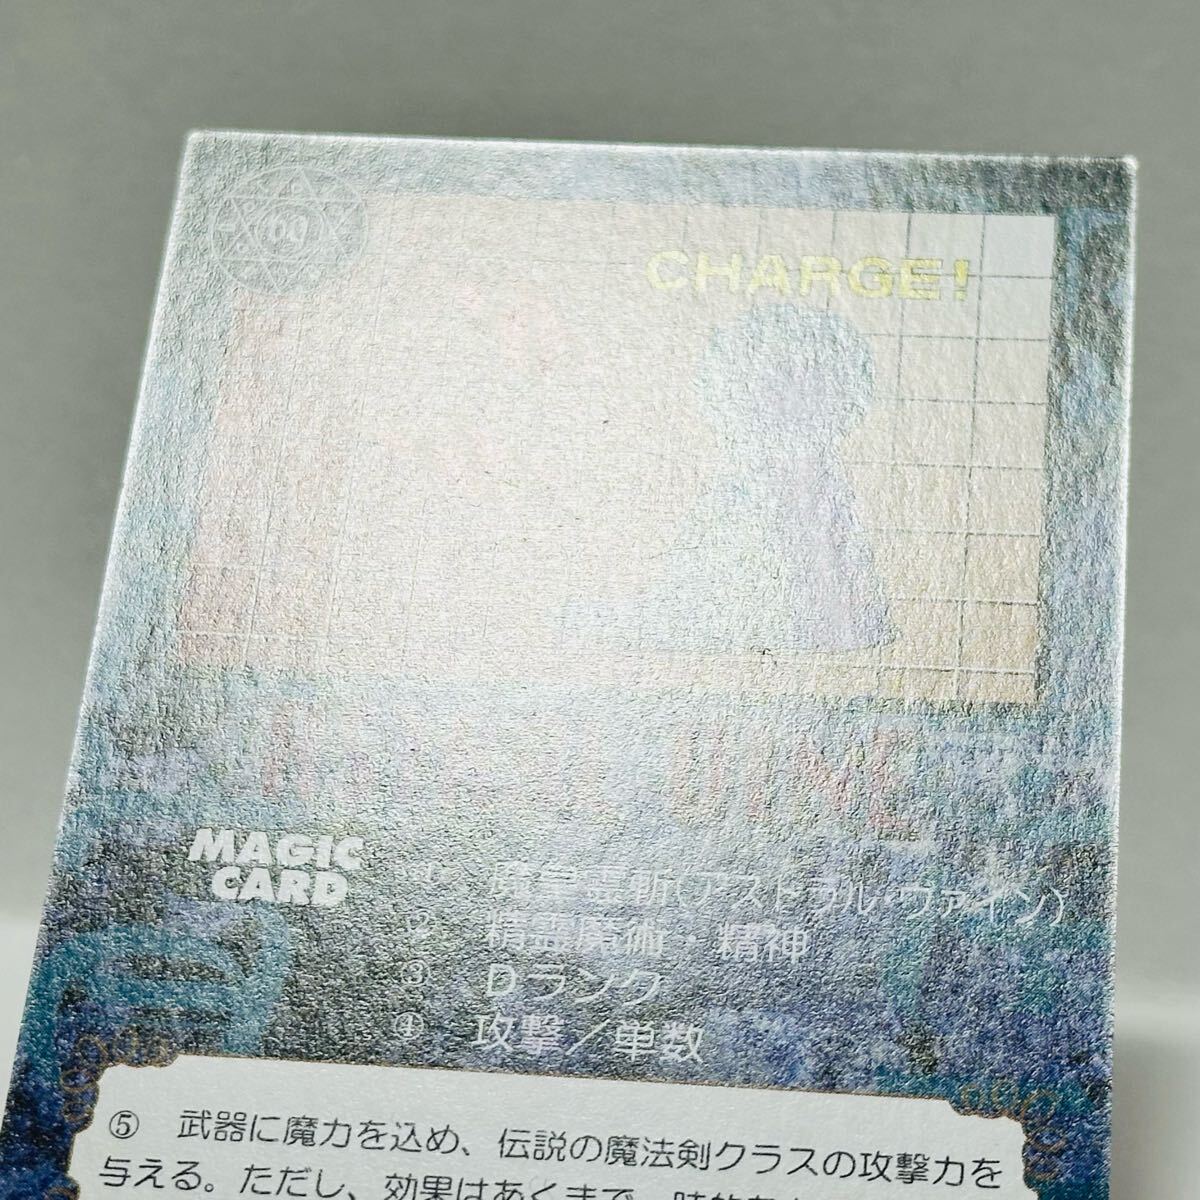 CHARGE!
ASTRAL VINE
MAGIC
CARD
① 魔皇霊斬(アストラル・ヴァイン)
② 精霊魔術・精神
③ Dランク
④ 攻撃／単数
⑤ 武器に魔力を込め、伝説の魔法剣クラスの攻撃力を
与える。ただし、効果はあくまで